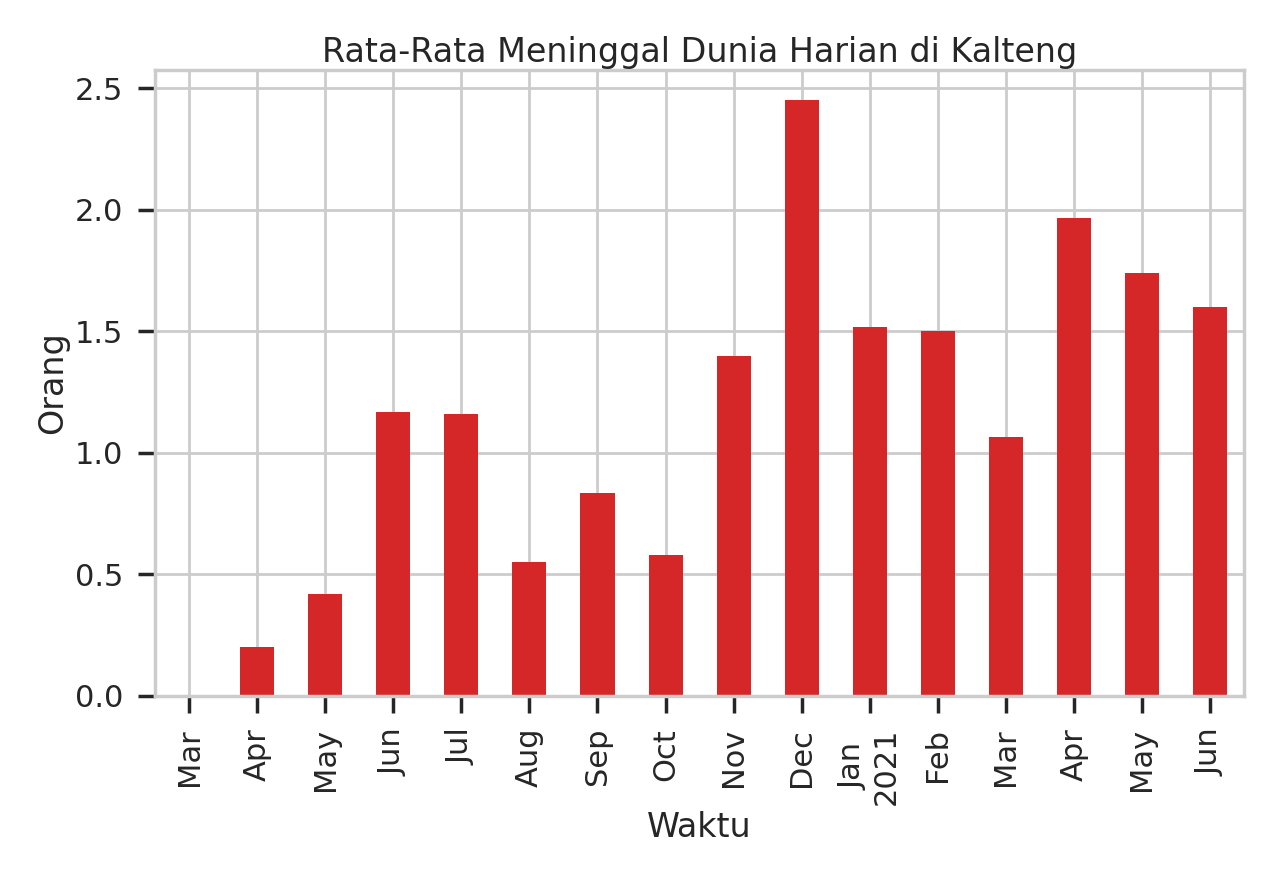 Rata-Rata Meninggal Dunia Harian di Kalteng
2.5
2.0
1.5
1.0
0.5
0.0
Orang
Mar
Apr
May
Jun
Jul
Aug
Sep
Oct
Nov
Dec
Jan
2021
Feb
Mar
Apr
May
Jun
Waktu